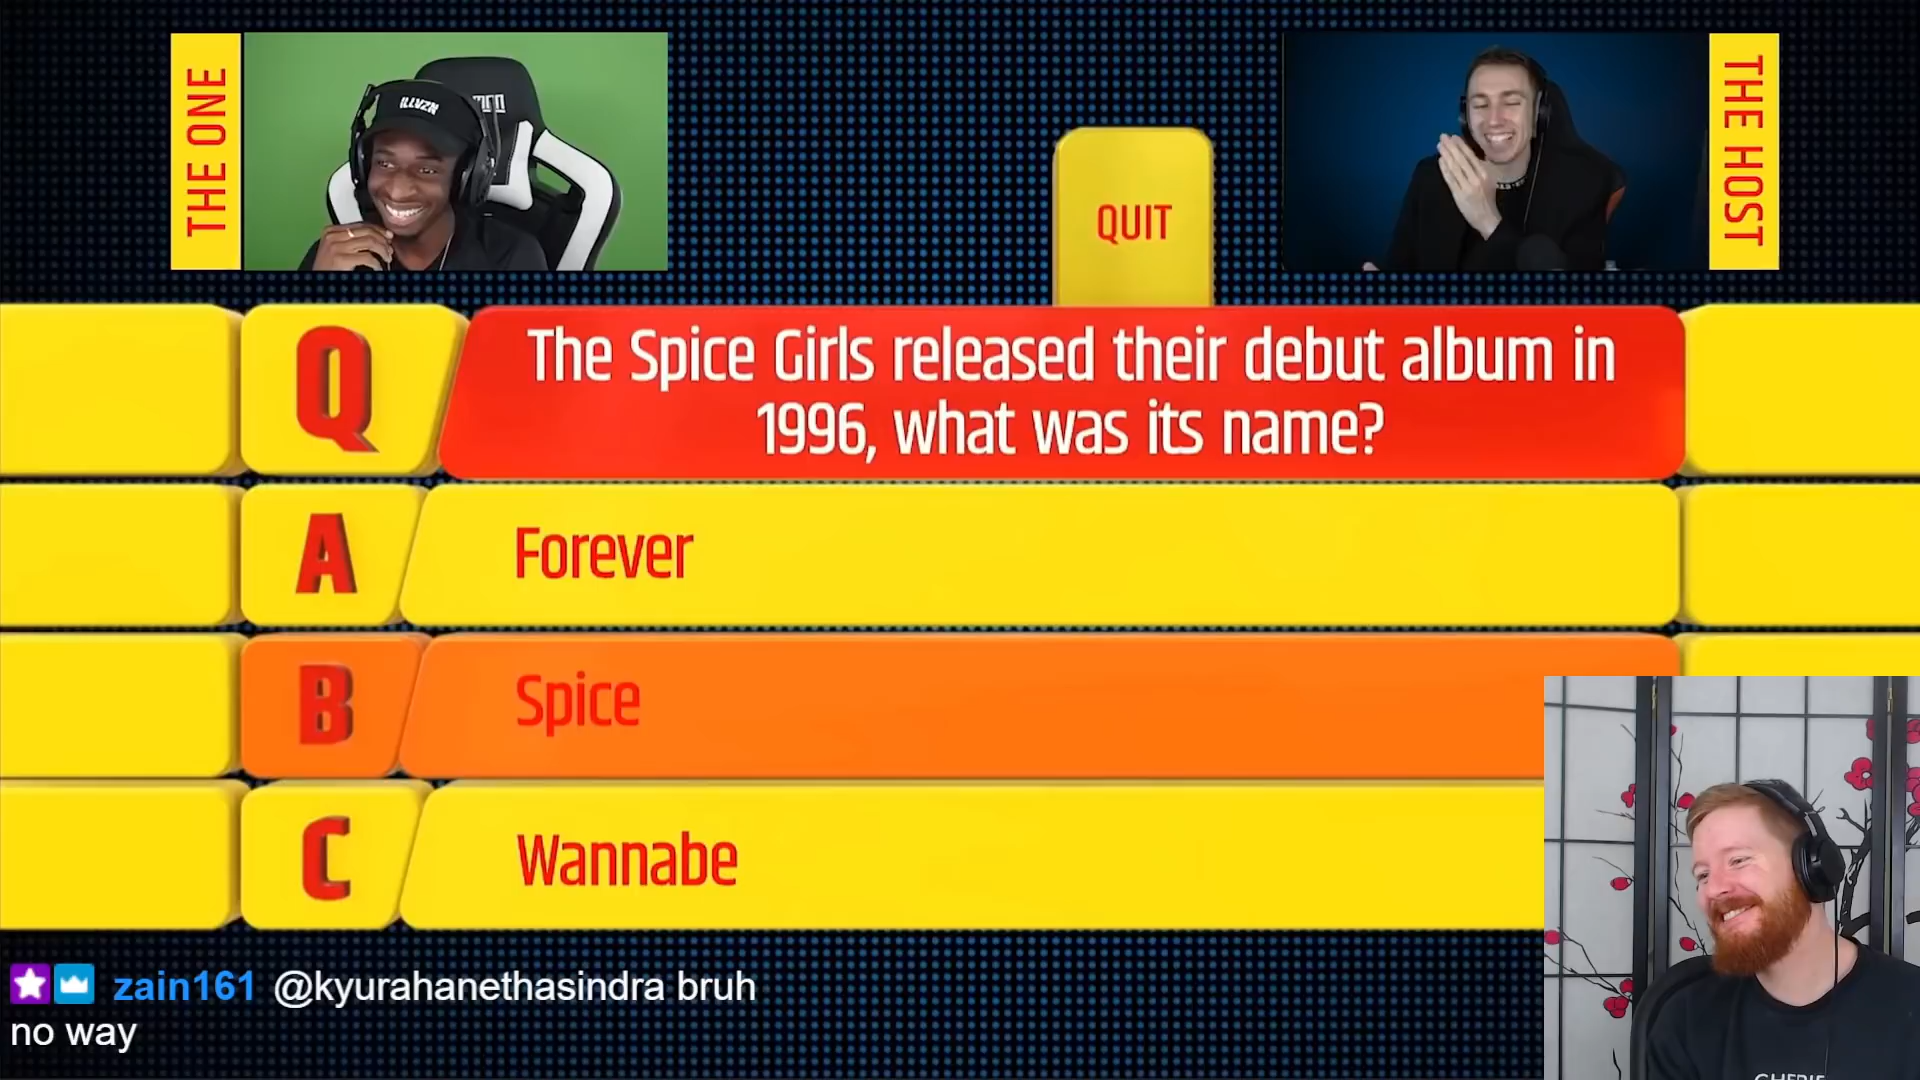 THE ONE
ILLVZN
THE HOST
QUIT
Q
The Spice Girls released their debut album in
1996, what was its name?
A
Forever
B
Spice
C
Wannabe
zain161 @kyurahanethasindra bruh
no way